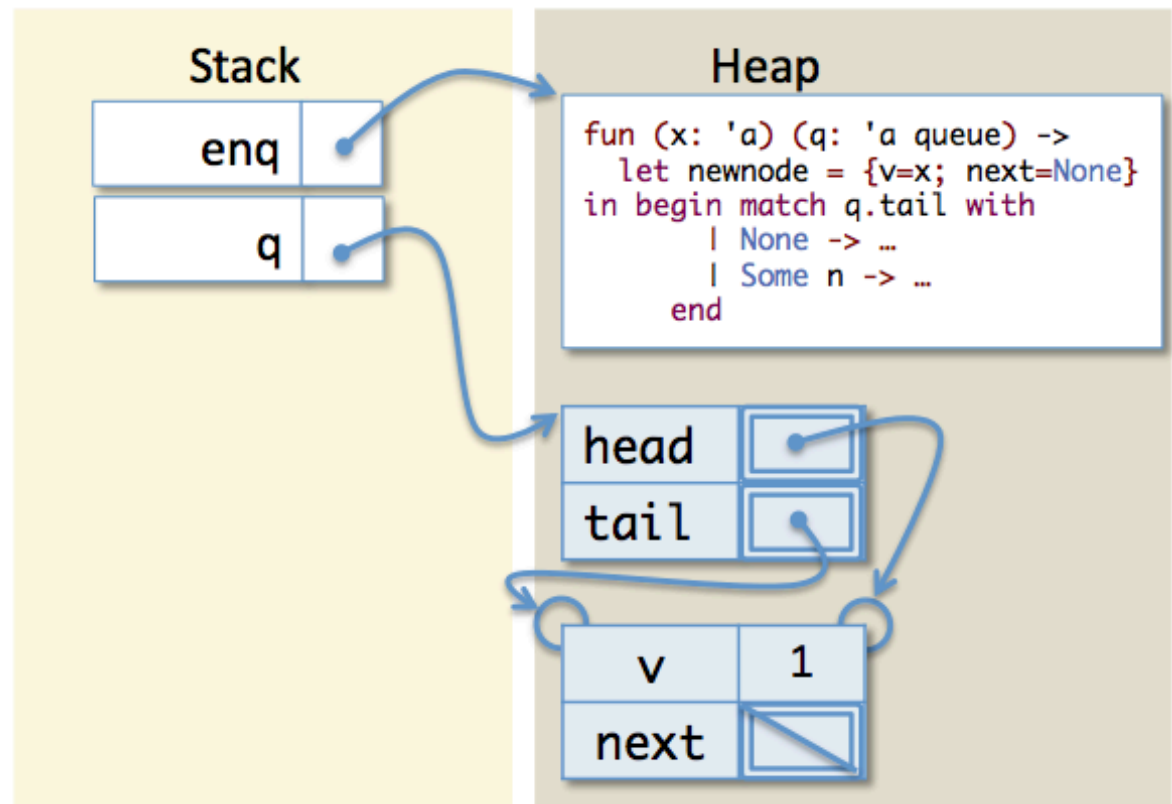 Stack
enq
q
Heap
fun (x: 'a) (q: 'a queue) ->
  let newnode = {v=x; next=None}
in begin match q.tail with
       | None -> …
       | Some n -> …
     end
head
tail
v 1
next